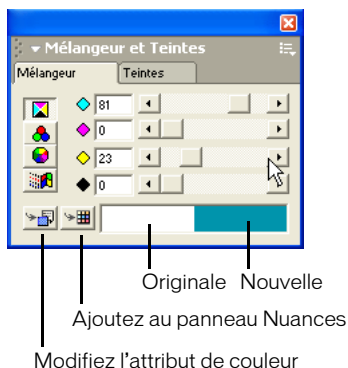 Mélangeur et Teintes
Mélangeur Teintes
81
0
23
0
Originale Nouvelle
Ajoutez au panneau Nuances
Modifiez l'attribut de couleur